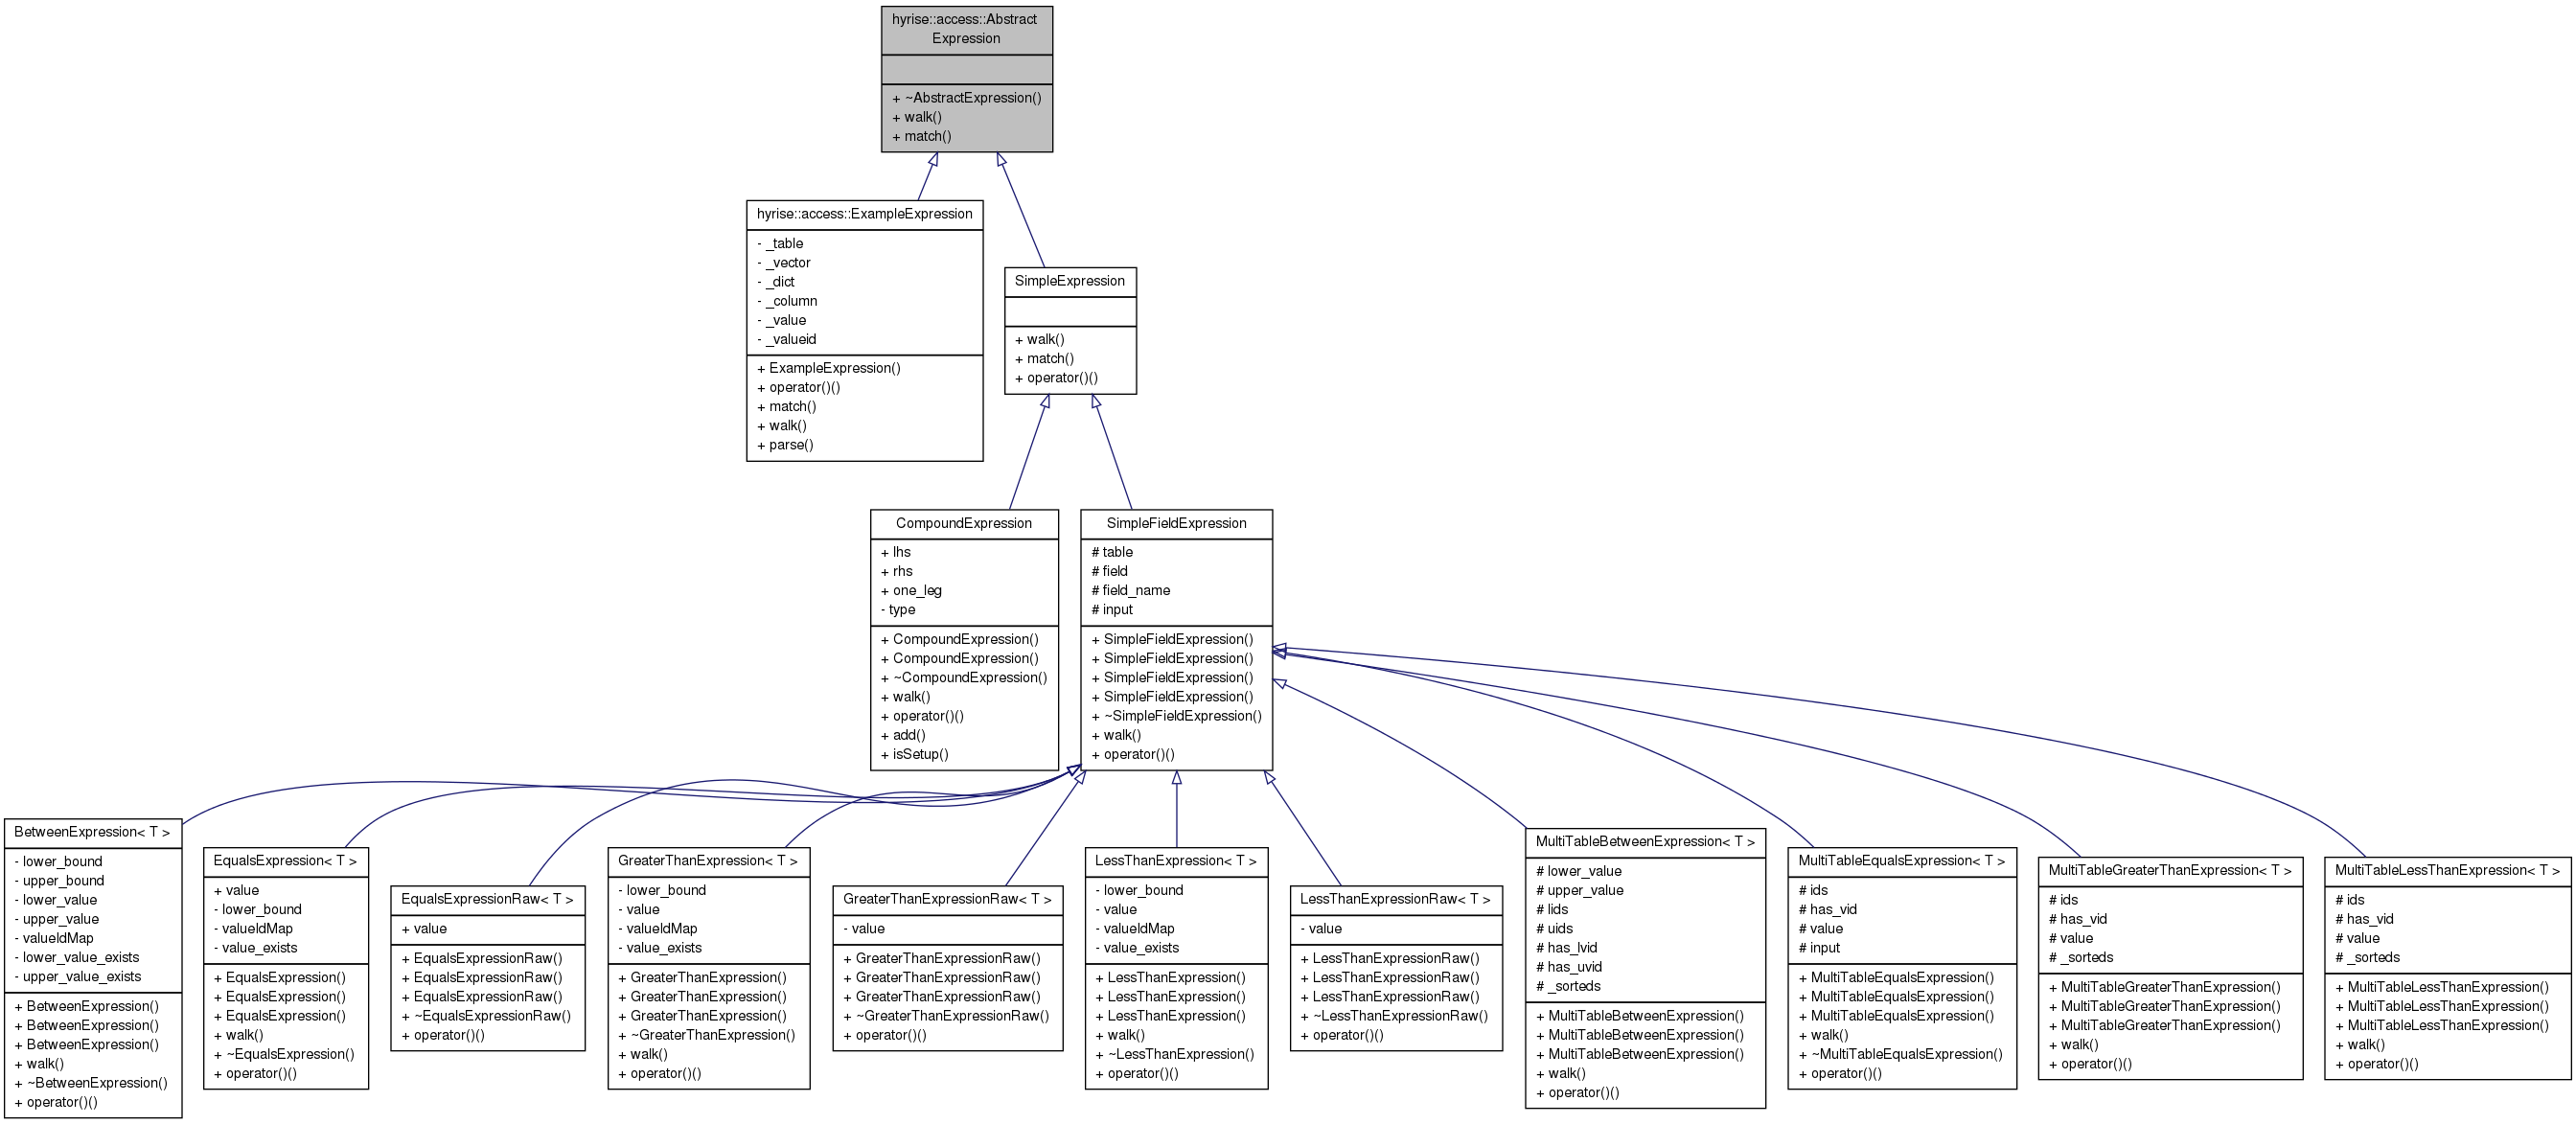 hyrise::access::Abstract
Expression
+ ~AbstractExpression()
+ walk()
+ match()
hyrise::access::ExampleExpression
- _table
- _vector
- _dict
- _column
- _value
- _valueid
+ ExampleExpression()
+ operator()()
+ match()
+ walk()
+ parse()
SimpleExpression
+ walk()
+ match()
+ operator()()
CompoundExpression
+ lhs
+ rhs
+ one_leg
- type
+ CompoundExpression()
+ CompoundExpression()
+ ~CompoundExpression()
+ walk()
+ operator()()
+ add()
+ isSetup()
SimpleFieldExpression
# table
# field
# field_name
# input
+ SimpleFieldExpression()
+ SimpleFieldExpression()
+ SimpleFieldExpression()
+ SimpleFieldExpression()
+ ~SimpleFieldExpression()
+ walk()
+ operator()()
BetweenExpression< T >
- lower_bound
- upper_bound
- lower_value
- upper_value
- valueIdMap
- lower_value_exists
- upper_value_exists
+ BetweenExpression()
+ BetweenExpression()
+ BetweenExpression()
+ walk()
+ ~BetweenExpression()
+ operator()()
EqualsExpression< T >
+ value
- lower_bound
- valueIdMap
- value_exists
+ EqualsExpression()
+ EqualsExpression()
+ EqualsExpression()
+ walk()
+ ~EqualsExpression()
+ operator()()
EqualsExpressionRaw< T >
+ value
+ EqualsExpressionRaw()
+ EqualsExpressionRaw()
+ EqualsExpressionRaw()
+ ~EqualsExpressionRaw()
+ operator()()
GreaterThanExpression< T >
- lower_bound
- value
- valueIdMap
- value_exists
+ GreaterThanExpression()
+ GreaterThanExpression()
+ GreaterThanExpression()
+ ~GreaterThanExpression()
+ walk()
+ operator()()
GreaterThanExpressionRaw< T >
- value
+ GreaterThanExpressionRaw()
+ GreaterThanExpressionRaw()
+ GreaterThanExpressionRaw()
+ ~GreaterThanExpressionRaw()
+ operator()()
LessThanExpression< T >
- lower_bound
- value
- valueIdMap
- value_exists
+ LessThanExpression()
+ LessThanExpression()
+ LessThanExpression()
+ walk()
+ ~LessThanExpression()
+ operator()()
LessThanExpressionRaw< T >
- value
+ LessThanExpressionRaw()
+ LessThanExpressionRaw()
+ LessThanExpressionRaw()
+ ~LessThanExpressionRaw()
+ operator()()
MultiTableBetweenExpression< T >
# lower_value
# upper_value
# lids
# uids
# has_lvid
# has_uvid
# _sorteds
+ MultiTableBetweenExpression()
+ MultiTableBetweenExpression()
+ MultiTableBetweenExpression()
+ walk()
+ operator()()
MultiTableEqualsExpression< T >
# ids
# has_vid
# value
# input
+ MultiTableEqualsExpression()
+ MultiTableEqualsExpression()
+ MultiTableEqualsExpression()
+ walk()
+ ~MultiTableEqualsExpression()
+ operator()()
MultiTableGreaterThanExpression< T >
# ids
# has_vid
# value
# _sorteds
+ MultiTableGreaterThanExpression()
+ MultiTableGreaterThanExpression()
+ MultiTableGreaterThanExpression()
+ walk()
+ operator()()
MultiTableLessThanExpression< T >
# ids
# has_vid
# value
# _sorteds
+ MultiTableLessThanExpression()
+ MultiTableLessThanExpression()
+ MultiTableLessThanExpression()
+ walk()
+ operator()()